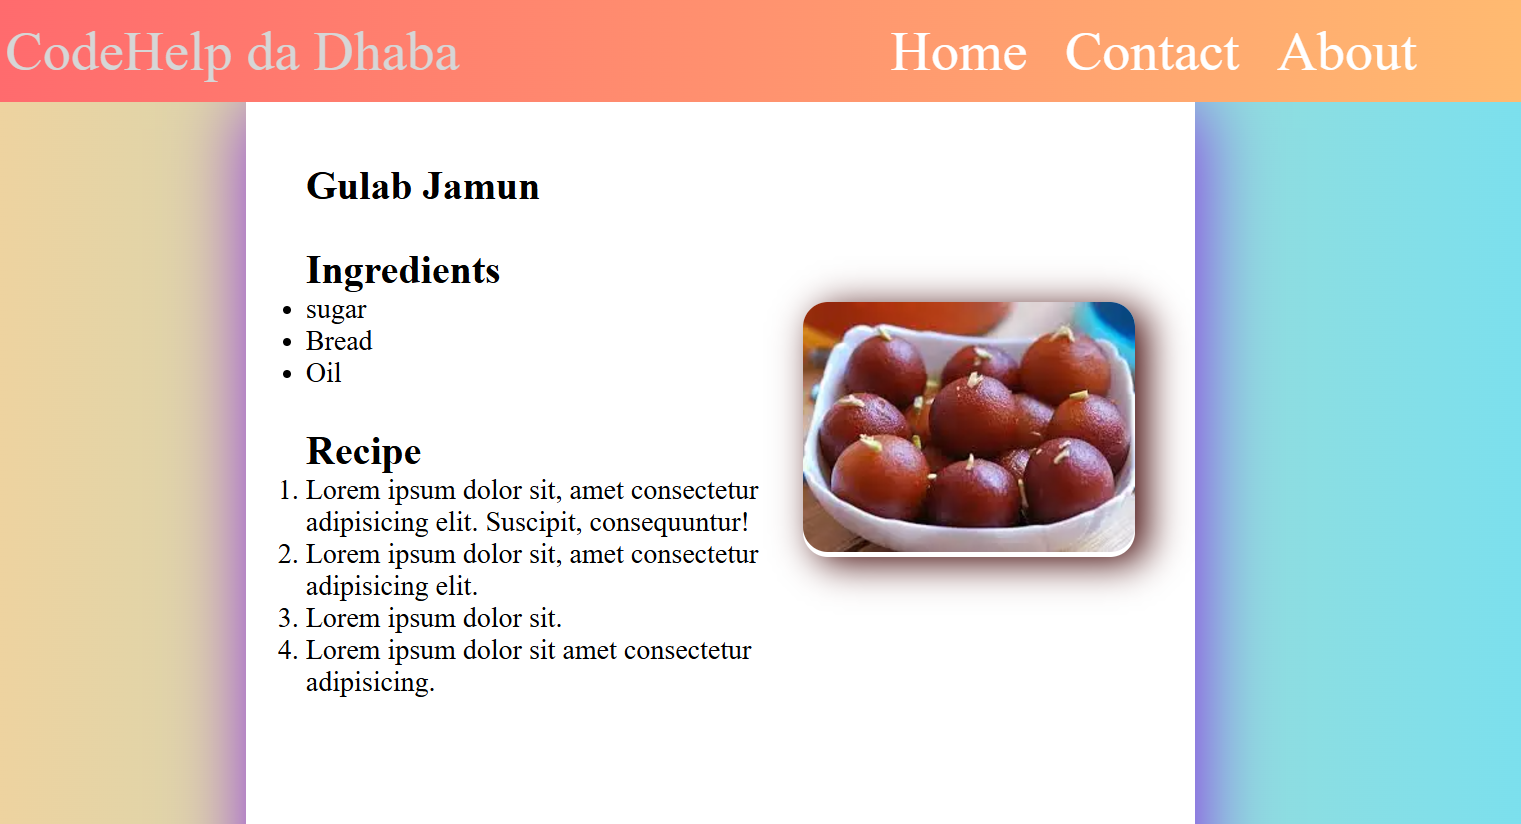 CodeHelp da Dhaba Home Contact About
Gulab Jamun
Ingredients
• sugar
• Bread
• Oil
Recipe
1. Lorem ipsum dolor sit, amet consectetur
adipisicing elit. Suscipit, consequuntur!
2. Lorem ipsum dolor sit, amet consectetur
adipisicing elit.
3. Lorem ipsum dolor sit.
4. Lorem ipsum dolor sit amet consectetur
adipisicing.